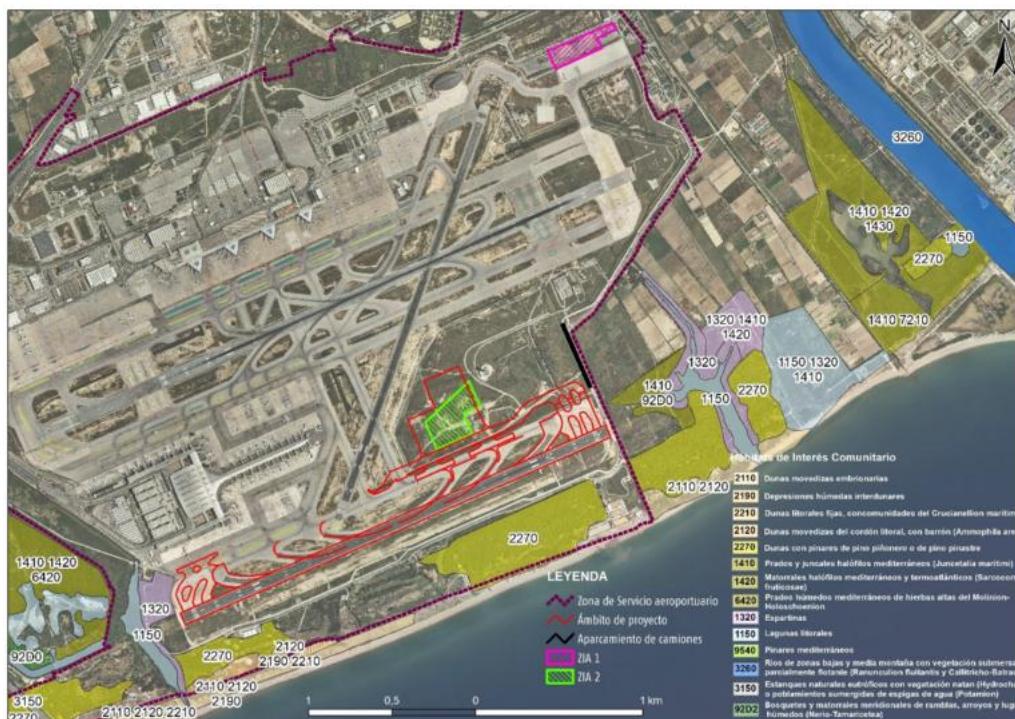 N
3260
1410 1420
1430
1150
2270
1410 7210
1320 1410
1420
1320
1150 1320
1410
1410
92D0
2270
1150
2110 2120
2270
1410 1420
6420
1320
1150
92D0
2270
2120
2190 2210
2110 2120
2190
3150
2270
2110 2120 2210
LEYENDA
Zona de Servicio aeroportuario
Ámbito de proyecto
Aparcamiento de camiones
ZIA 1
ZIA 2
1
0,5
0
1 km
Hábitats de Interés Comunitario
2110 Dunas movedizas embrionarias
2190 Depresiones húmedas interdunares
2210 Dunas litorales fijas, con comunidades del Crucianellion maritim
2120 Dunas movedizas del cordón litoral, con barrón (Ammophila are
2270 Dunas con pinares de pino piñonero o de pino pinastre
1410 Prados y juncales halófilos mediterráneos (Juncetalia maritimi)
1420 Matorrales halófilos mediterráneos y termoatlánticos (Sarcocorn
fruticosae)
6420 Prados húmedos mediterráneos de hierbas altas del Molinion-
Holoschoenion
1320 Espartinas
1150 Lagunas litorales
9540 Pinares mediterráneos
3260 Ríos de zonas bajas y media montaña con vegetación submersa
parcialmente flotante (Ranunculion fluitantis y Callitricho-Batrac
3150 Estanques naturales eutróficos con vegetación natan (Hydroch
o poblamientos sumergidas de espigas de agua (Potamion)
92D2 Bosquetes y matorrales meridionales de ramblas, arroyos y lug
húmedos (Nerio-Tamaricetea)